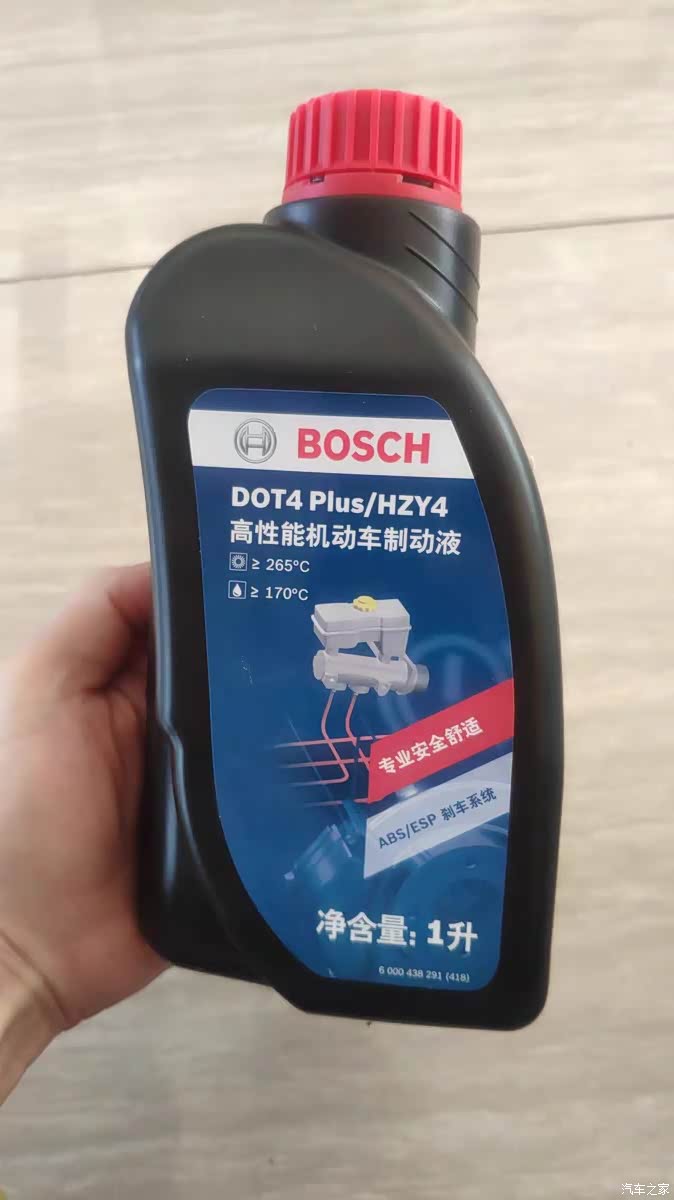 BOSCH
DOT4 Plus/HZY4
高性能机动车制动液
≥ 265°C
≥ 170°C
专业安全舒适
ABS/ESP 刹车系统
净含量: 1升
6 000 438 291 (418)
汽车之家